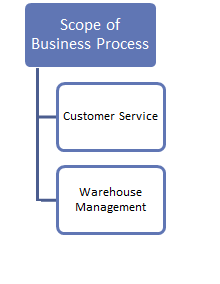 Scope of
Business Process
Customer Service
Warehouse
Management